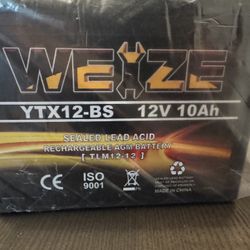 WEIZE
YTX12-BS 12V 10Ah
SEALED LEAD ACID
RECHARGEABLE AGM BATTERY
[ TLM12-12 ]
CE ISO 9001
MADE IN CHINA